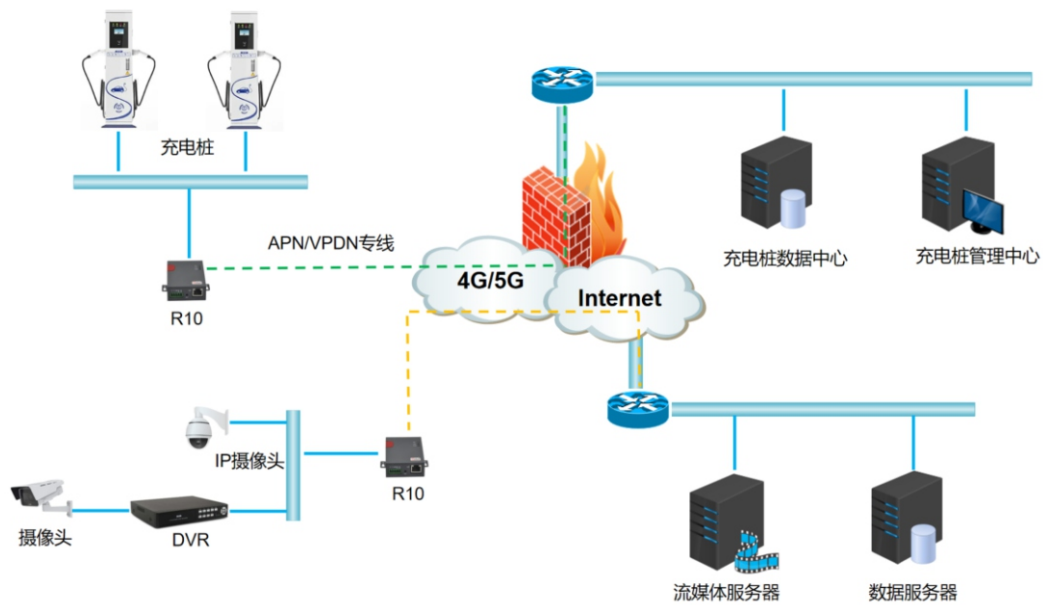 充电桩
APN/VPDN专线
4G/5G
Internet
充电桩数据中心
充电桩管理中心
R10
IP摄像头
R10
摄像头
DVR
流媒体服务器
数据服务器